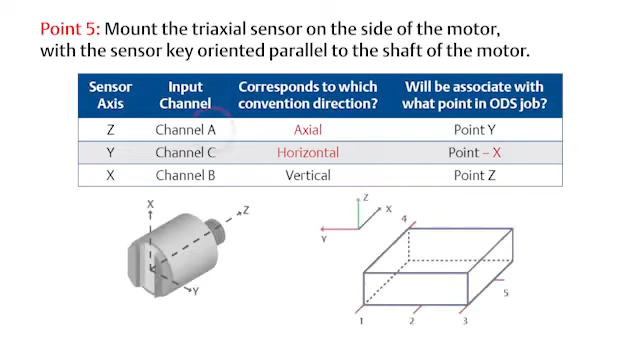 Point 5: Mount the triaxial sensor on the side of the motor,
with the sensor key oriented parallel to the shaft of the motor.
Sensor Axis | Input Channel | Corresponds to which convention direction? | Will be associate with what point in ODS job?
Z | Channel A | Axial | Point Y
Y | Channel C | Horizontal | Point – X
X | Channel B | Vertical | Point Z
X
Z
Y
Z
X
Y
4
5
1
2
3